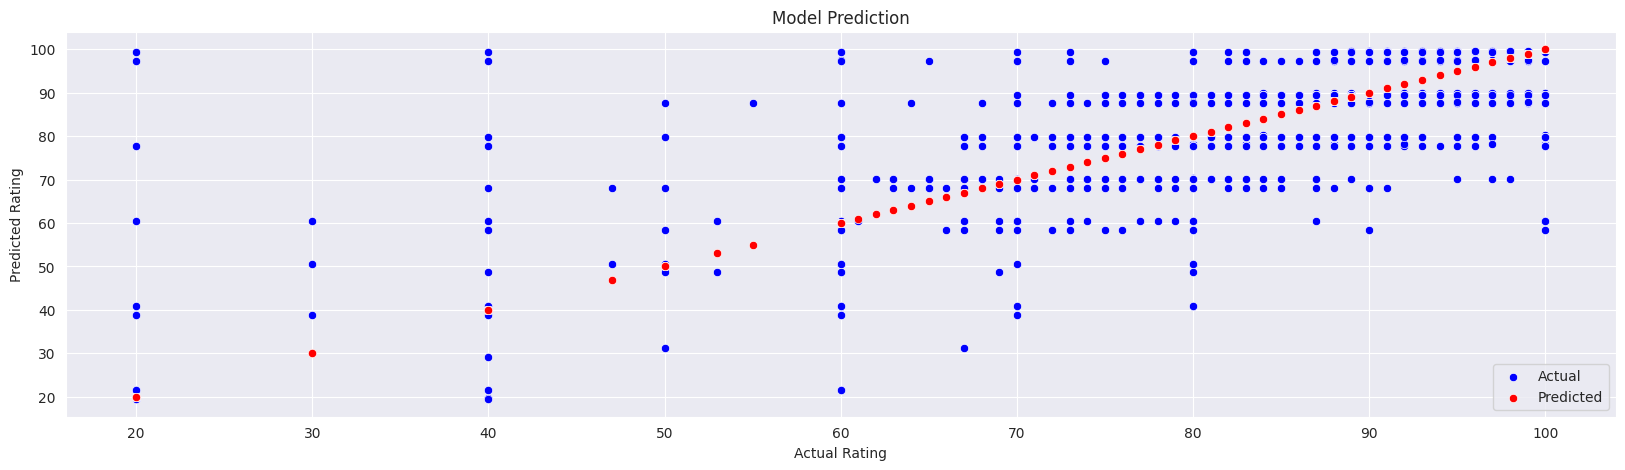 Model Prediction
Predicted Rating
100
90
80
70
60
50
40
30
20
Actual
Predicted
20 30 40 50 60 70 80 90 100
Actual Rating